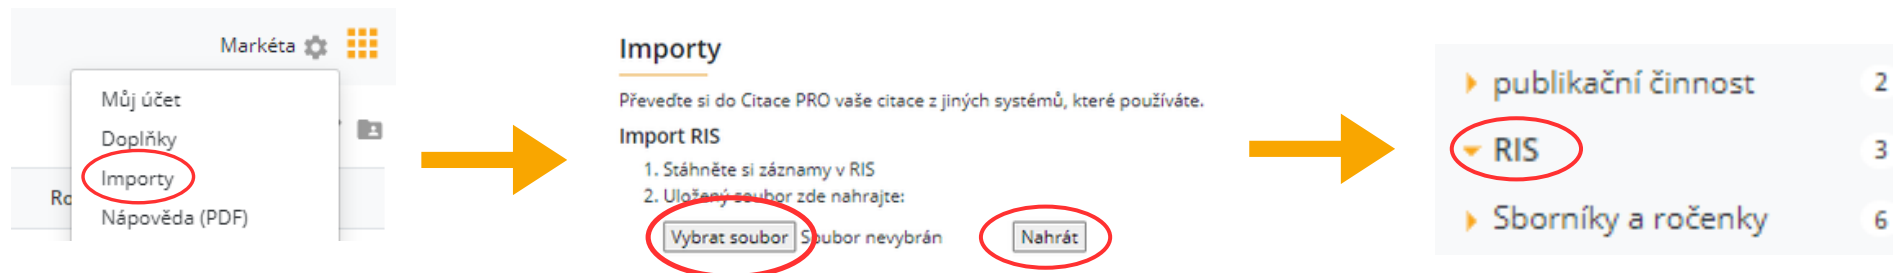 Markéta
Můj účet
Doplňky
Importy
Nápověda (PDF)
Importy
Převeďte si do Citace PRO vaše citace z jiných systémů, které používáte.
Import RIS
1. Stáhněte si záznamy v RIS
2. Uložený soubor zde nahrajte:
Vybrat soubor Soubor nevybrán Nahrát
publikační činnost 2
RIS 3
Sborníky a ročenky 6